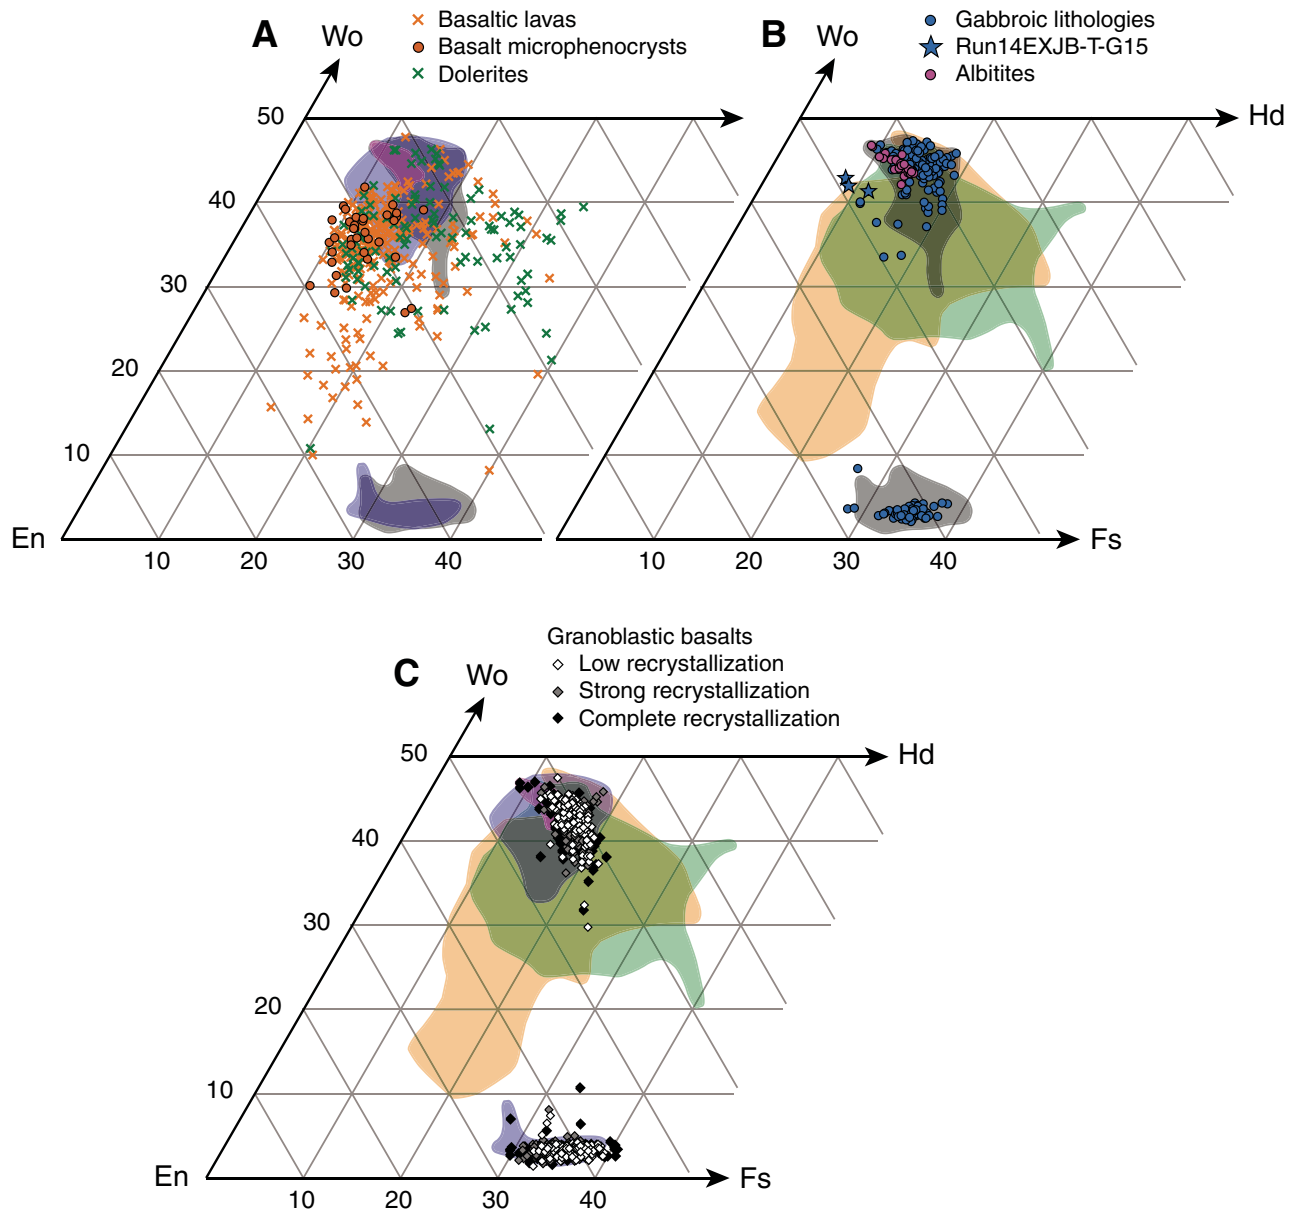 A
Wo
Basaltic lavas
Basalt microphenocrysts
Dolerites
50
40
30
20
10
En
10
20
30
40
B
Wo
Gabbroic lithologies
Run14EXJB-T-G15
Albitites
Hd
10
20
30
40
Fs
C
Wo
Granoblastic basalts
Low recrystallization
Strong recrystallization
Complete recrystallization
50
Hd
40
30
20
10
En
Fs
10
20
30
40